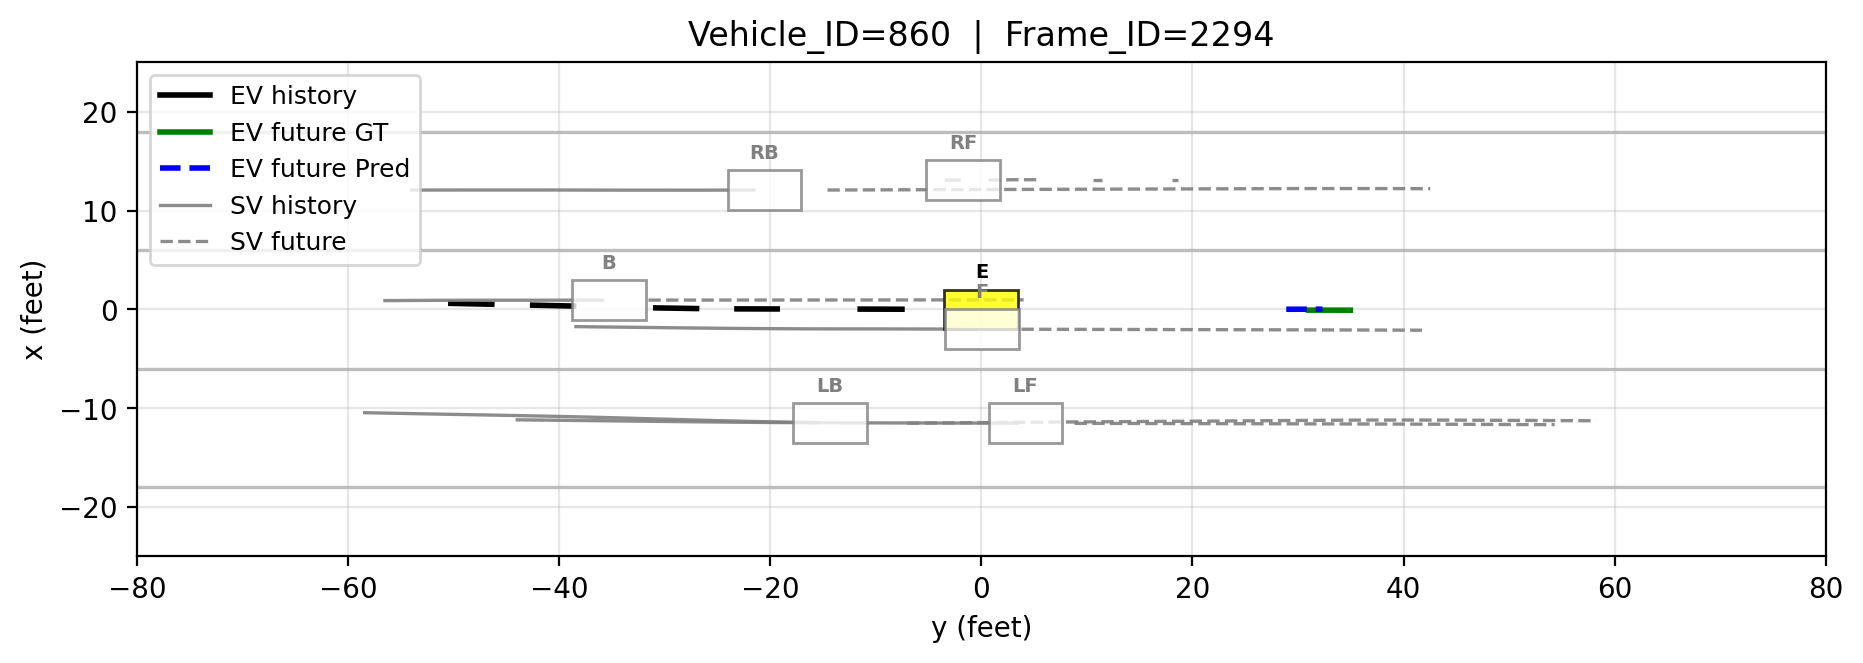 Vehicle_ID=860 | Frame_ID=2294
EV history
EV future GT
EV future Pred
SV history
SV future
RB
RF
B
E
F
LB
LF
20
10
0
−10
−20
x (feet)
−80
−60
−40
−20
0
20
40
60
80
y (feet)